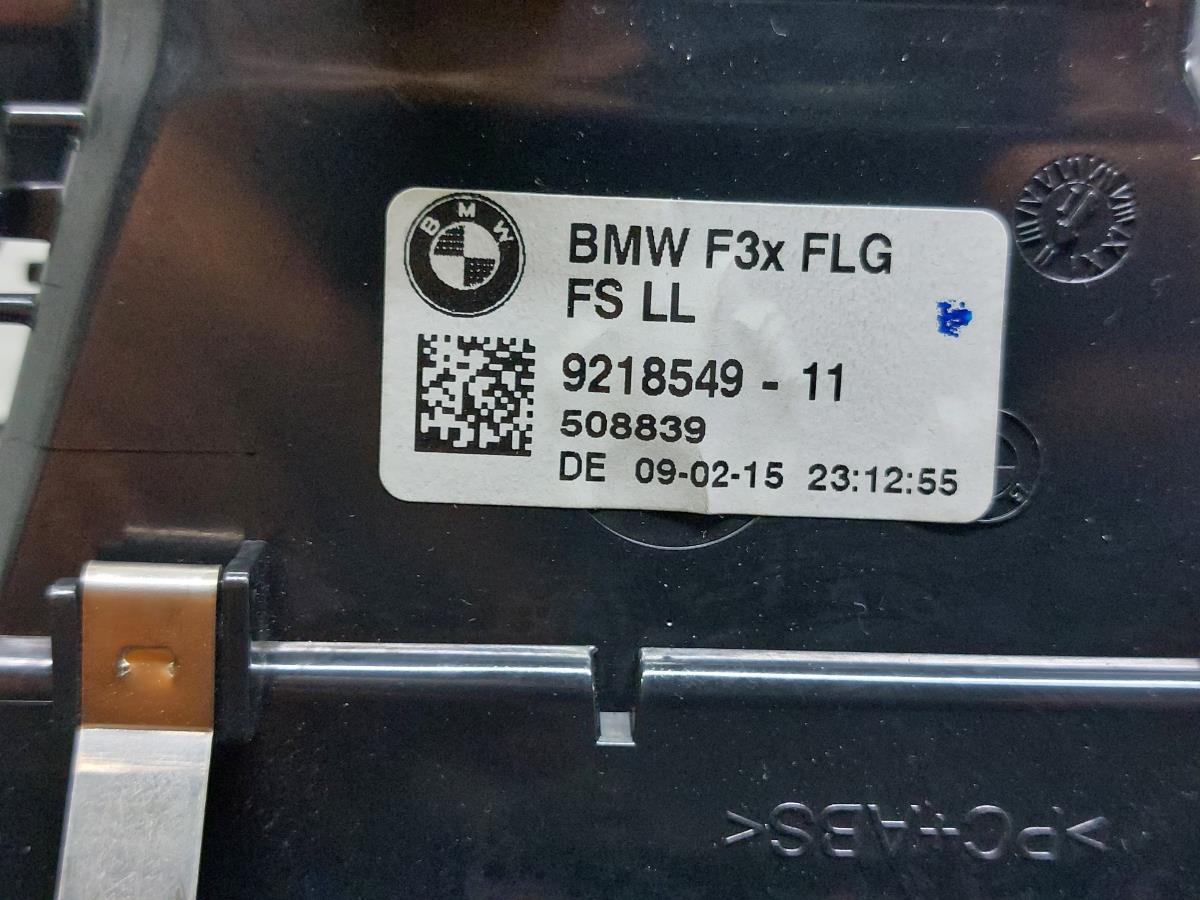 BMW
BMW F3x FLG
FS LL
9218549 - 11
508839
DE 09-02-15 23:12:55
>PC+ABS<